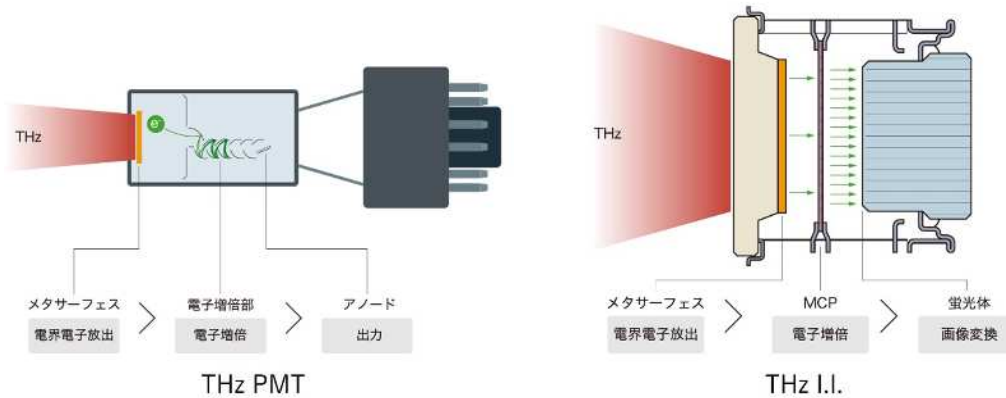 THz
e-
メタサーフェス
電子増倍部
アノード
電界電子放出
電子増倍
出力
THz PMT
THz
メタサーフェス
MCP
蛍光体
電界電子放出
電子増倍
画像変換
THz I.I.